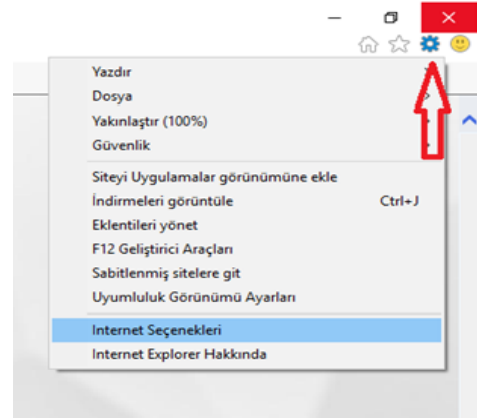 Yazdır
Dosya
Yakınlaştır (100%)
Güvenlik
Siteyi Uygulamalar görünümüne ekle
İndirmeleri görüntüle Ctrl+J
Eklentileri yönet
F12 Geliştirici Araçları
Sabitlenmiş sitelere git
Uyumluluk Görünümü Ayarları
Internet Seçenekleri
Internet Explorer Hakkında